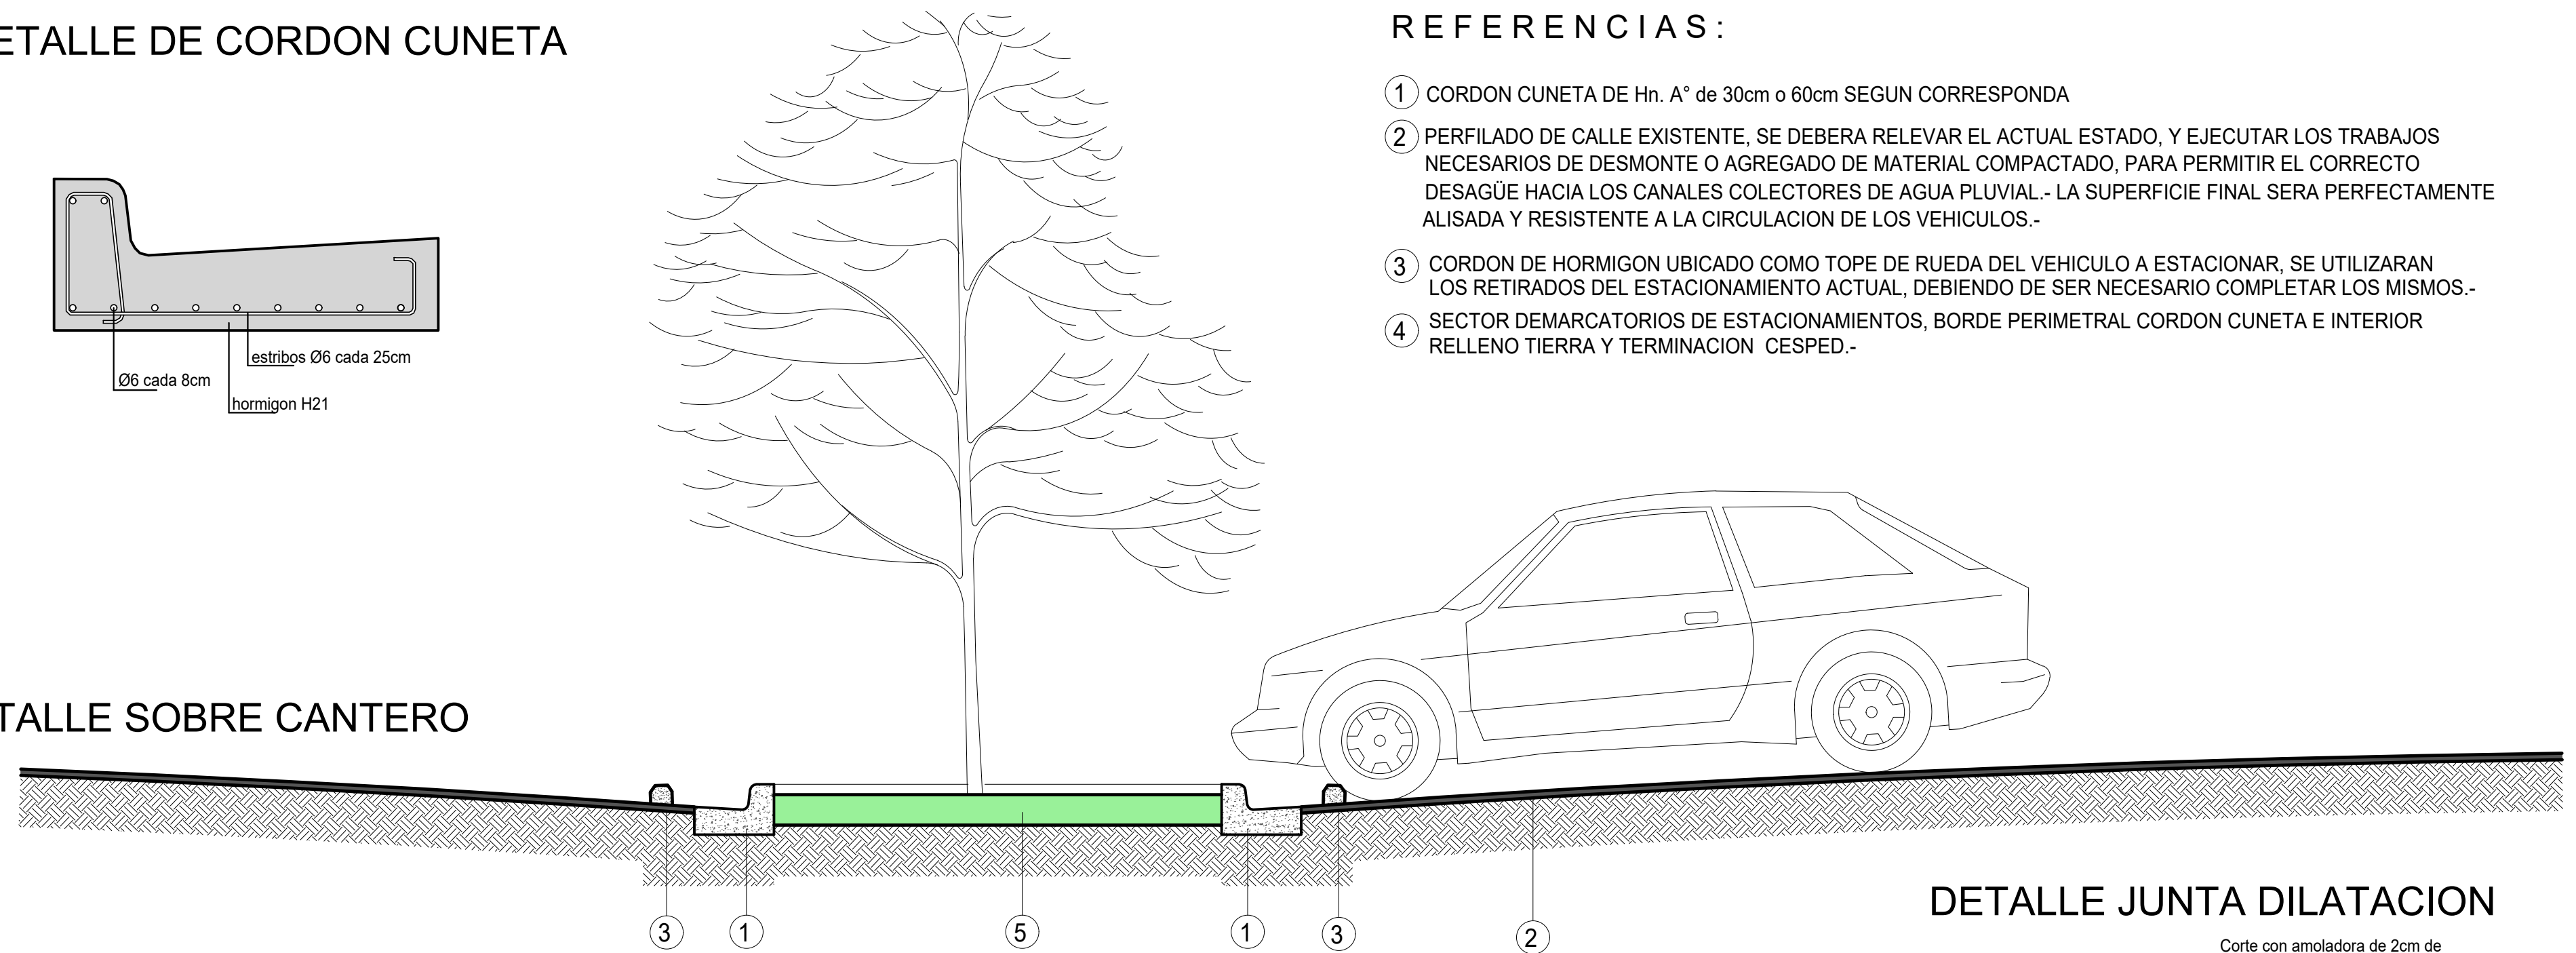 ETALLE DE CORDON CUNETA
Ø6 cada 8cm
estribos Ø6 cada 25cm
hormigon H21
REFERENCIAS:
1 CORDON CUNETA DE Hn. A° de 30cm o 60cm SEGUN CORRESPONDA
2 PERFILADO DE CALLE EXISTENTE, SE DEBERA RELEVAR EL ACTUAL ESTADO, Y EJECUTAR LOS TRABAJOS
NECESARIOS DE DESMONTE O AGREGADO DE MATERIAL COMPACTADO, PARA PERMITIR EL CORRECTO
DESAGÜE HACIA LOS CANALES COLECTORES DE AGUA PLUVIAL.- LA SUPERFICIE FINAL SERA PERFECTAMENTE
ALISADA Y RESISTENTE A LA CIRCULACION DE LOS VEHICULOS.-
3 CORDON DE HORMIGON UBICADO COMO TOPE DE RUEDA DEL VEHICULO A ESTACIONAR, SE UTILIZARAN
LOS RETIRADOS DEL ESTACIONAMIENTO ACTUAL, DEBIENDO DE SER NECESARIO COMPLETAR LOS MISMOS.-
4 SECTOR DEMARCATORIOS DE ESTACIONAMIENTOS, BORDE PERIMETRAL CORDON CUNETA E INTERIOR
RELLENO TIERRA Y TERMINACION CESPED.-
TALLE SOBRE CANTERO
3 1 5 1 3 2
DETALLE JUNTA DILATACION
Corte con amoladora de 2cm de